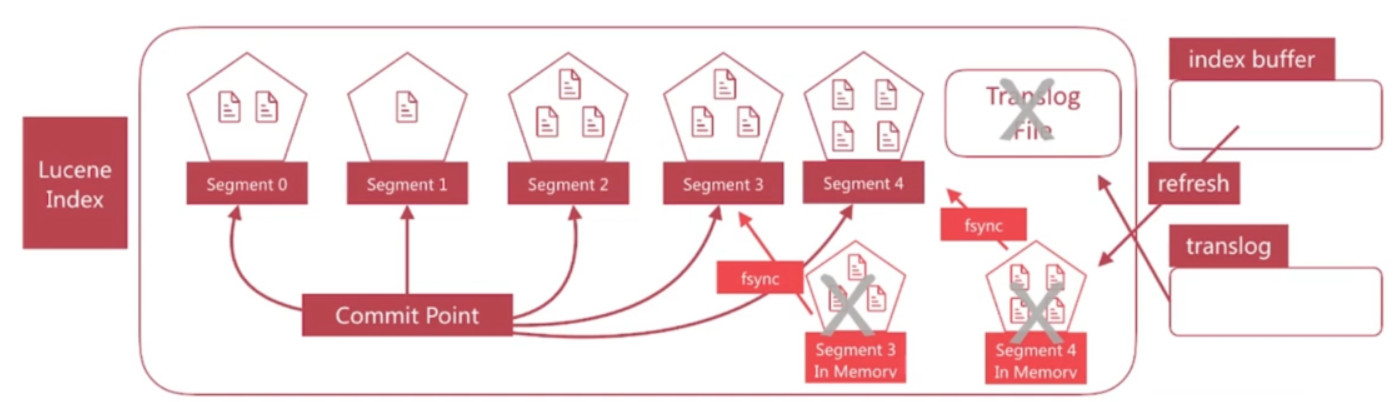 index buffer
Translog
File
Lucene
Index
Segment 0
Segment 1
Segment 2
Segment 3
Segment 4
refresh
fsync
translog
fsync
Commit Point
Segment 3
In Memory
Segment 4
In Memory